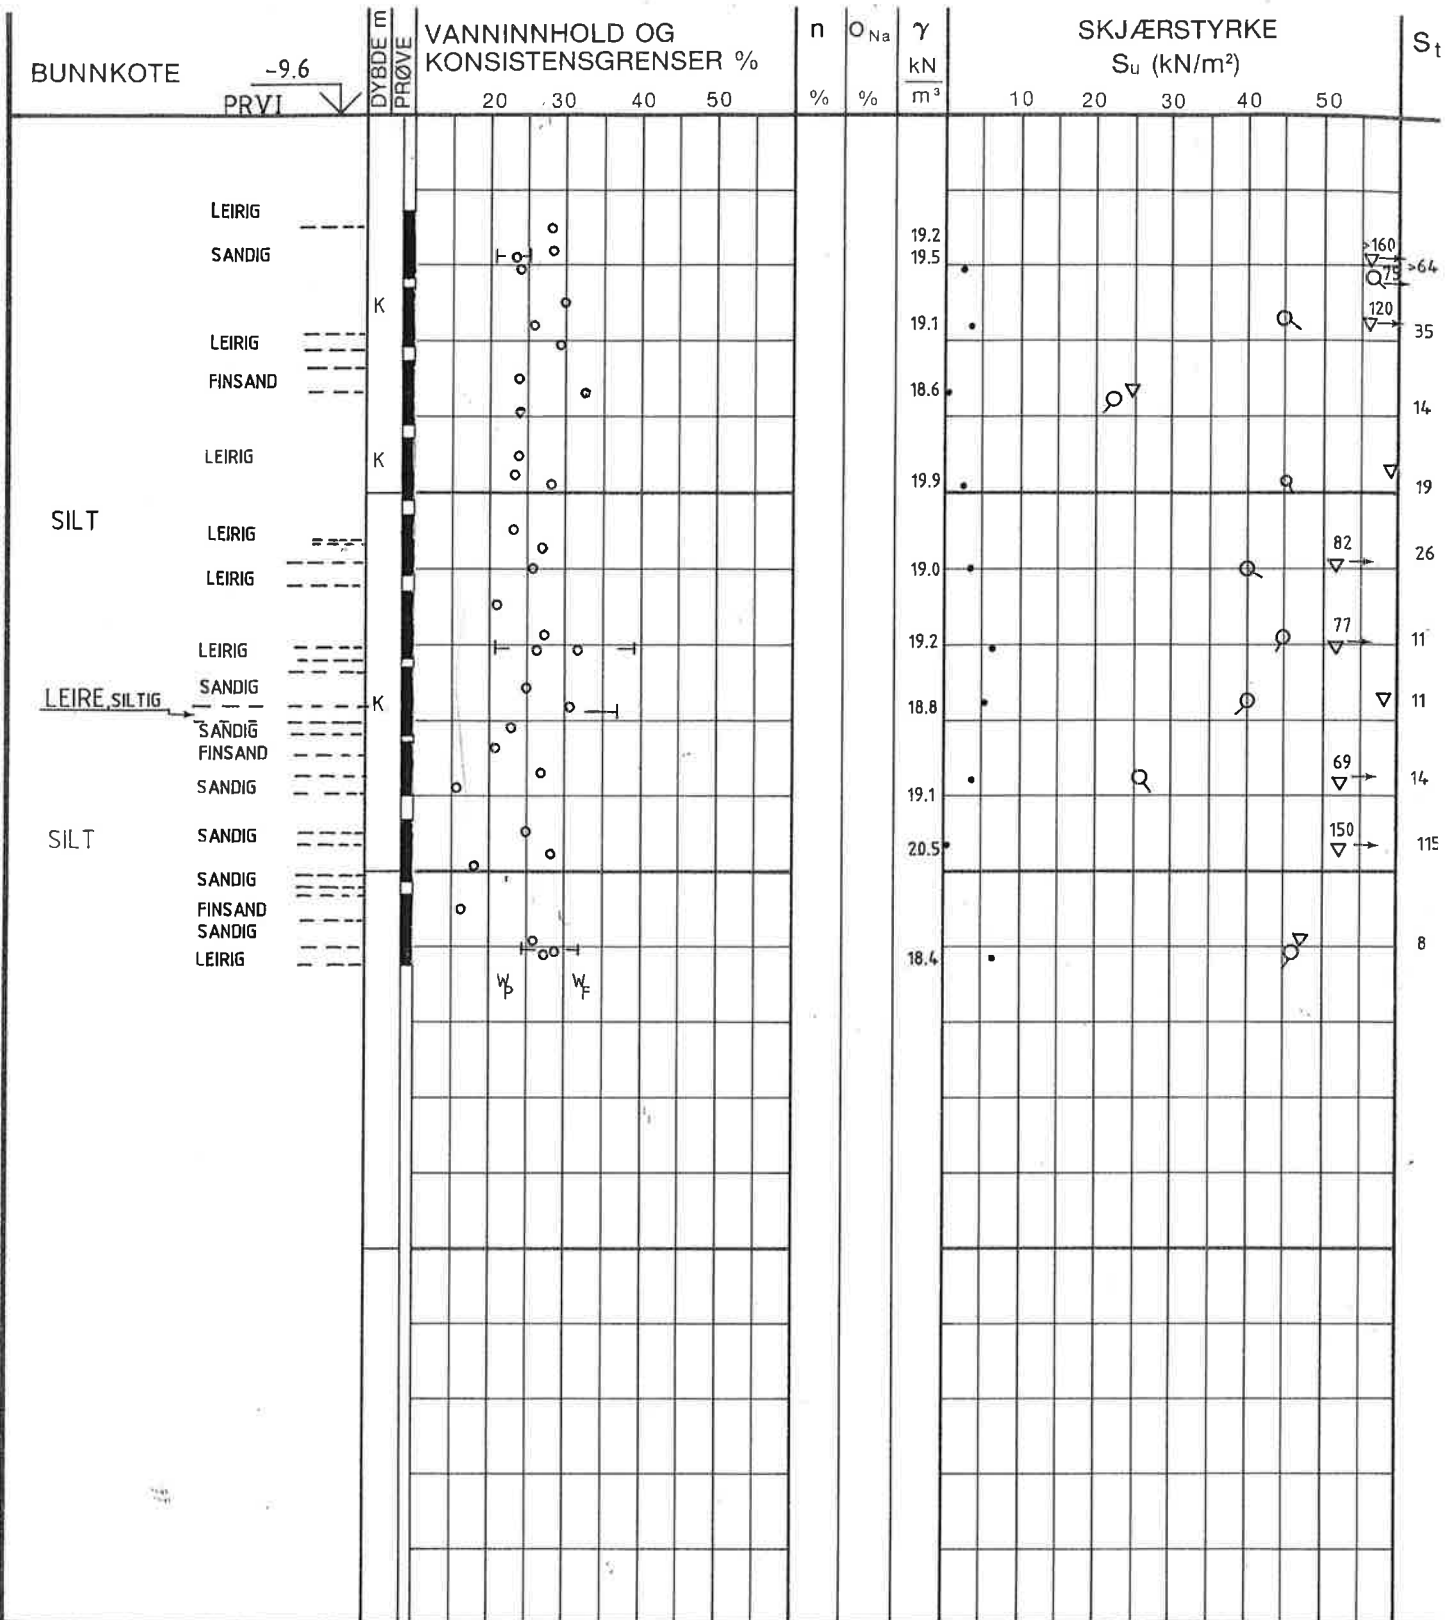 BUNNKOTE -9.6
PRVI
DYBDE m
PRØVE
VANNINNHOLD OG
KONSISTENSGRENSER %
20 30 40 50
n
%
O Na
%
γ
kN
m³
SKJÆRSTYRKE
Su (kN/m²)
10 20 30 40 50
St
LEIRIG
19.2
SANDIG
19.5
>160
>64
75
K
19.1
120
35
LEIRIG
FINSAND
18.6
14
LEIRIG
K
19.9
19
SILT
LEIRIG
82
26
LEIRIG
19.0
LEIRIG
19.2
77
11
SANDIG
LEIRE, SILTIG
K
18.8
11
SANDIG
FINSAND
SANDIG
19.1
69
14
SILT
SANDIG
20.5
150
115
SANDIG
FINSAND
SANDIG
LEIRIG
18.4
8
Wp WF